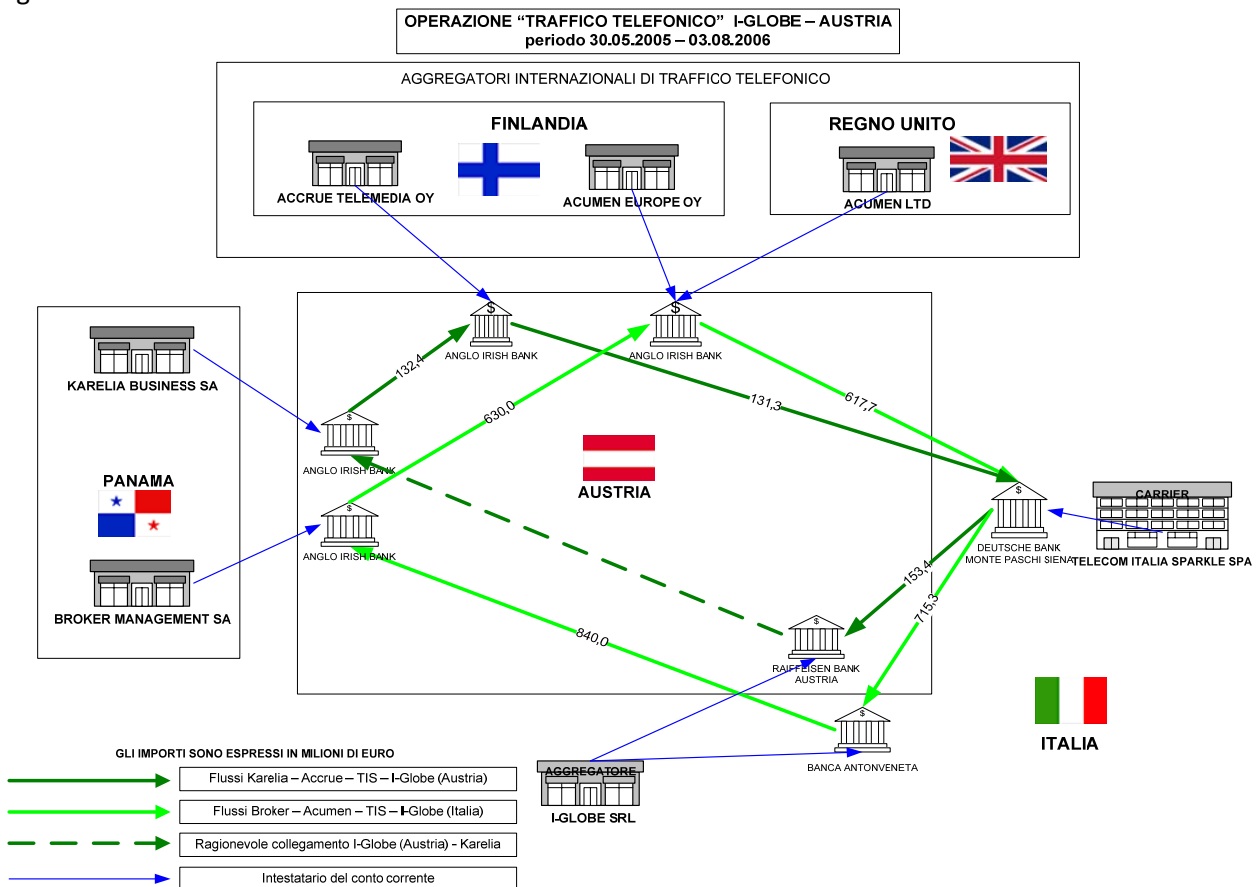 OPERAZIONE “TRAFFICO TELEFONICO” I-GLOBE – AUSTRIA
periodo 30.05.2005 – 03.08.2006
AGGREGATORI INTERNAZIONALI DI TRAFFICO TELEFONICO
FINLANDIA
REGNO UNITO
ACCRUE TELEMEDIA OY
ACUMEN EUROPE OY
ACUMEN LTD
$
ANGLO IRISH BANK
$
ANGLO IRISH BANK
KARELIA BUSINESS SA
132,4
630,0
131,3
617,7
$
ANGLO IRISH BANK
PANAMA
AUSTRIA
$
ANGLO IRISH BANK
$
DEUTSCHE BANK
MONTE PASCHI SIENA
CARRIER
TELECOM ITALIA SPARKLE SPA
BROKER MANAGEMENT SA
153,4
715,3
840,0
$
RAIFFEISEN BANK
AUSTRIA
$
BANCA ANTONVENETA
ITALIA
AGGREGATORE
I-GLOBE SRL
GLI IMPORTI SONO ESPRESSI IN MILIONI DI EURO
Flussi Karelia – Accrue – TIS – I-Globe (Austria)
Flussi Broker – Acumen – TIS – I-Globe (Italia)
Ragionevole collegamento I-Globe (Austria) - Karelia
Intestatario del conto corrente